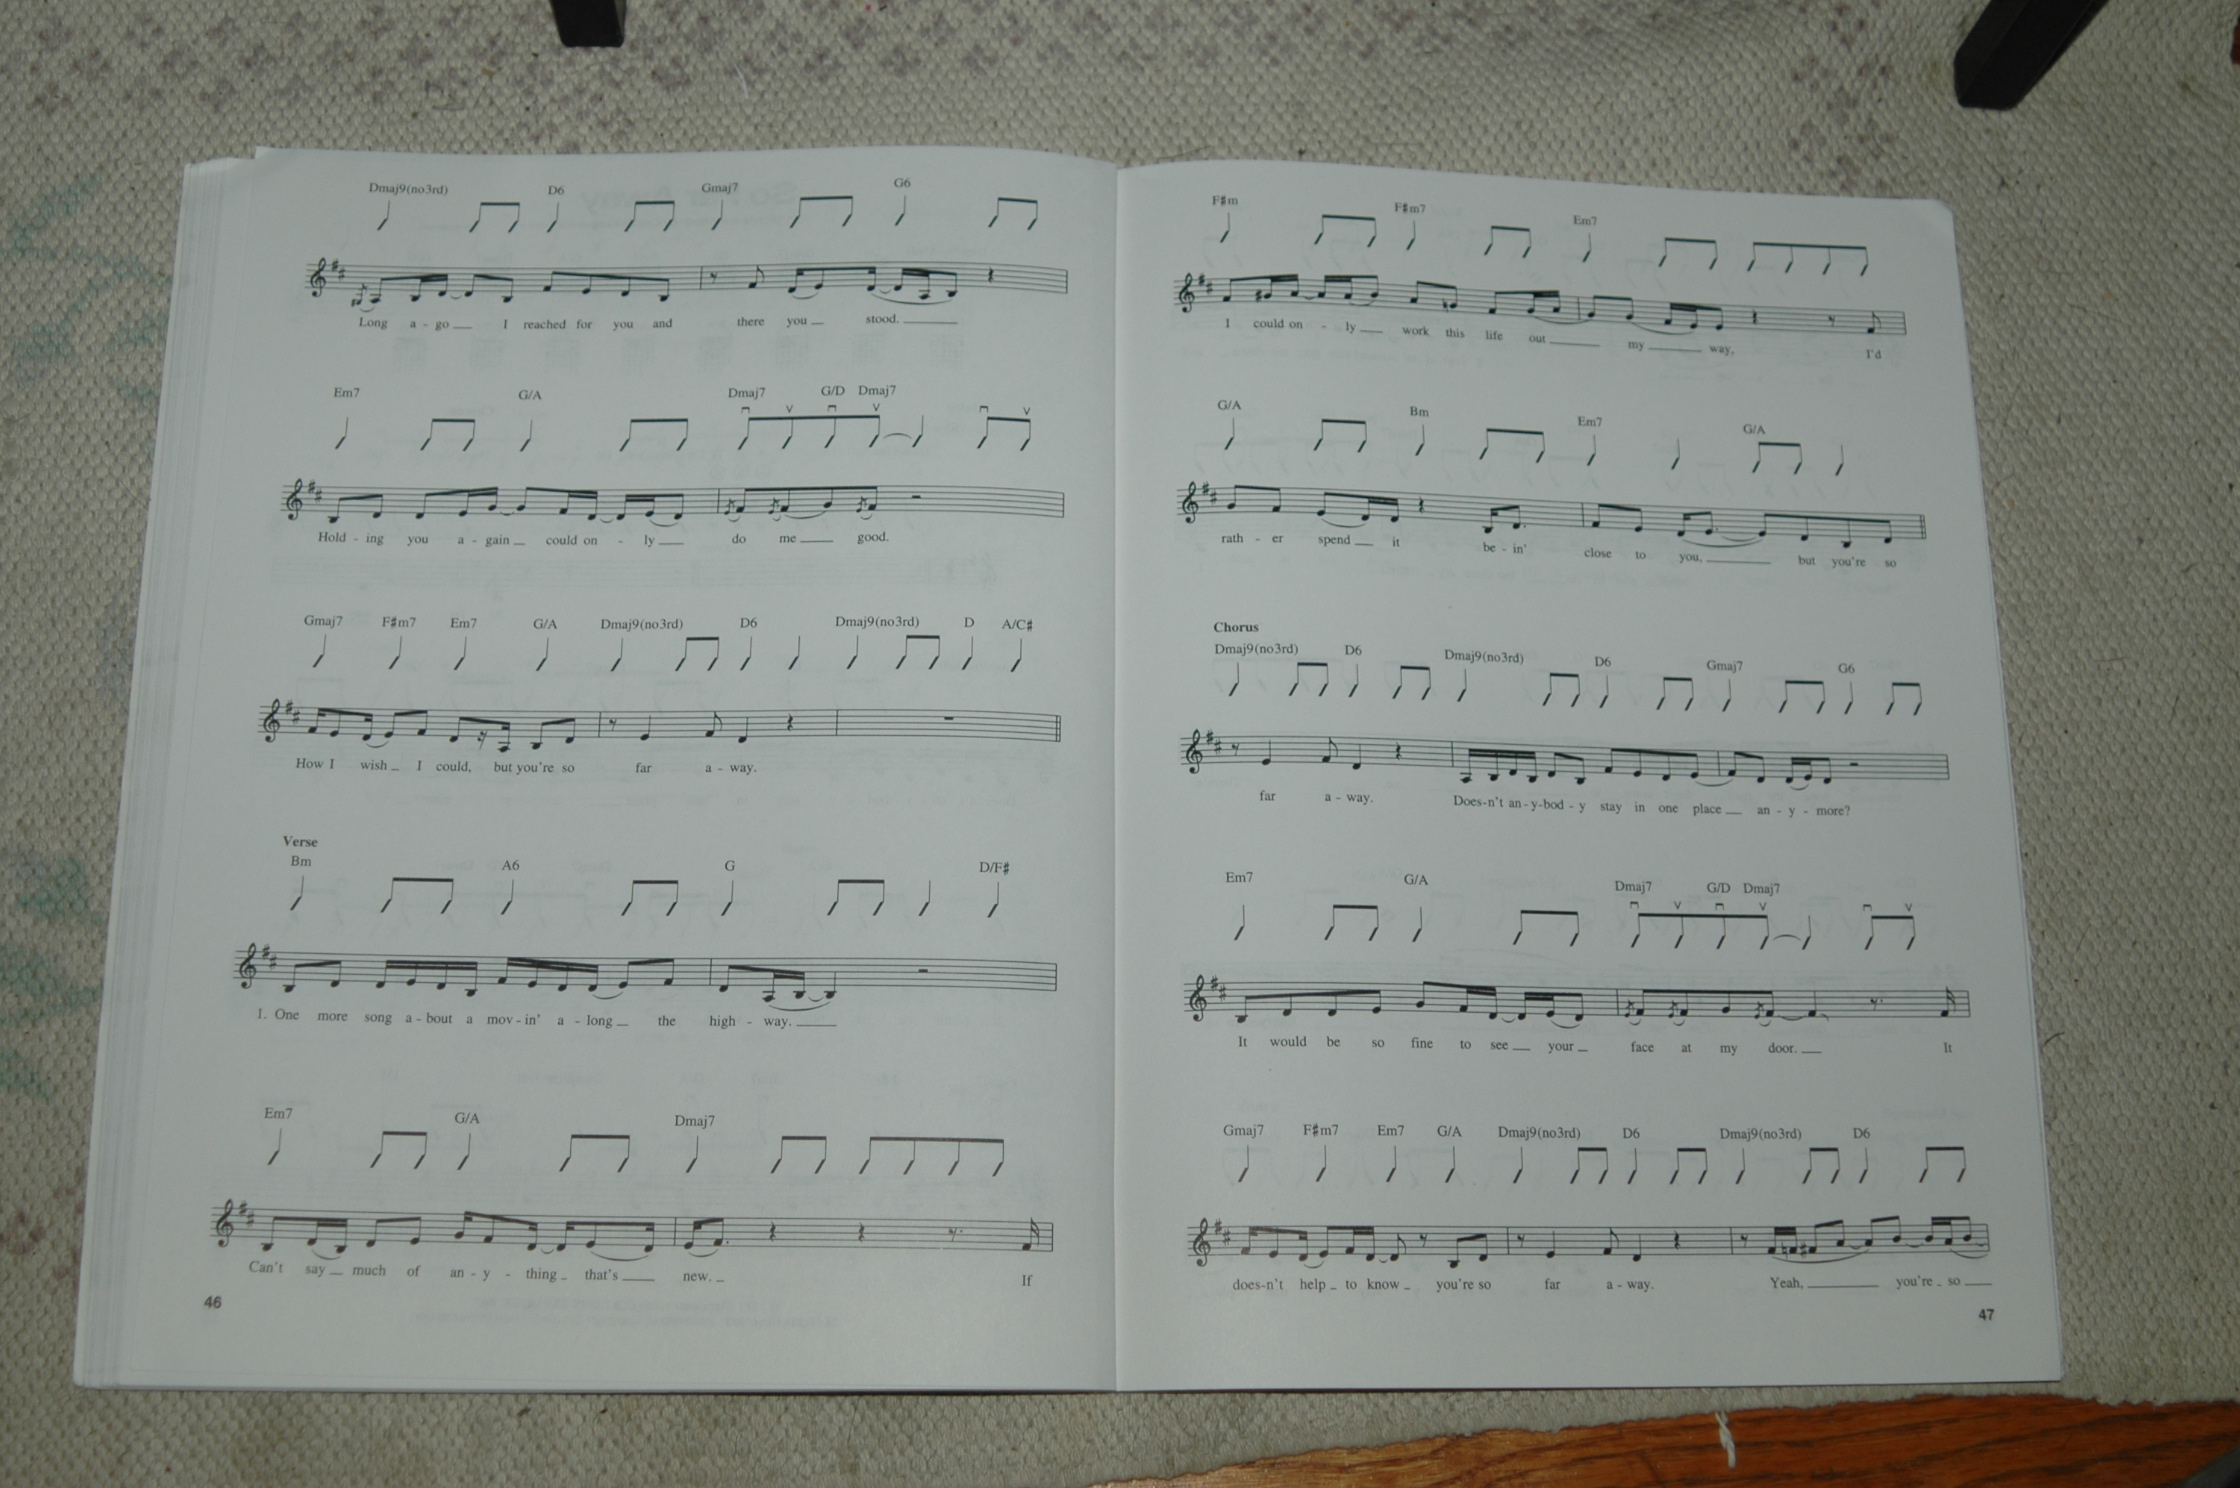 Dmaj9(no3rd) D6 Gmaj7 G6
Long a - go I reached for you and there you stood.
Em7 G/A Dmaj7 G/D Dmaj7
Hold - ing you a - gain could on - ly do me good.
Gmaj7 F♯m7 Em7 G/A Dmaj9(no3rd) D6 Dmaj9(no3rd) D A/C♯
How I wish I could, but you're so far a - way.
Verse
Bm A6 G D/F♯
1. One more song a - bout a mov - in' a - long the high - way.
Em7 G/A Dmaj7
Can't say much of an - y - thing that's new. If
46
F♯m F♯m7 Em7
I could on - ly work this life out my way, I'd
G/A Bm Em7 G/A
rath - er spend it be - in' close to you, but you're so
Chorus
Dmaj9(no3rd) D6 Dmaj9(no3rd) D6 Gmaj7 G6
far a - way. Does-n't an-y-bod - y stay in one place an - y - more?
Em7 G/A Dmaj7 G/D Dmaj7
It would be so fine to see your face at my door. It
Gmaj7 F♯m7 Em7 G/A Dmaj9(no3rd) D6 Dmaj9(no3rd) D6
does-n't help to know you're so far a - way. Yeah, you're so
47